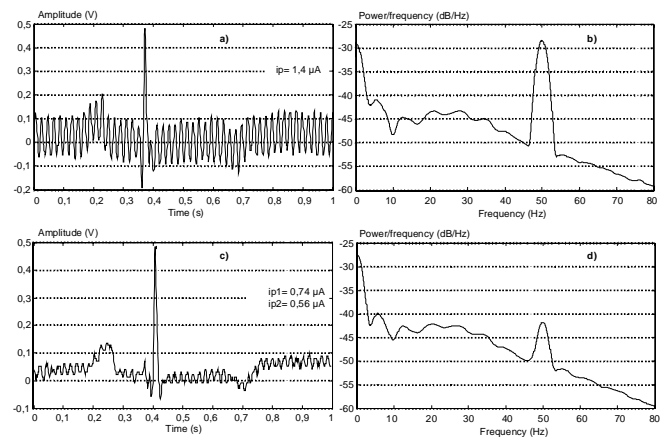 Amplitude (V)
0,5
0,4
0,3
0,2
0,1
0
-0,1
-0,2
a)
ip= 1,4 µA
0 0,1 0,2 0,3 0,4 0,5 0,6 0,7 0,8 0,9 1
Time (s)
Power/frequency (dB/Hz)
-25
-30
-35
-40
-45
-50
-55
-60
b)
0 10 20 30 40 50 60 70 80
Frequency (Hz)
Amplitude (V)
0,5
0,4
0,3
0,2
0,1
0
-0,1
c)
ip1= 0,74 µA
ip2= 0,56 µA
0 0,1 0,2 0,3 0,4 0,5 0,6 0,7 0,8 0,9 1
Time (s)
Power/frequency (dB/Hz)
-25
-30
-35
-40
-45
-50
-55
-60
d)
0 10 20 30 40 50 60 70 80
Frequency (Hz)